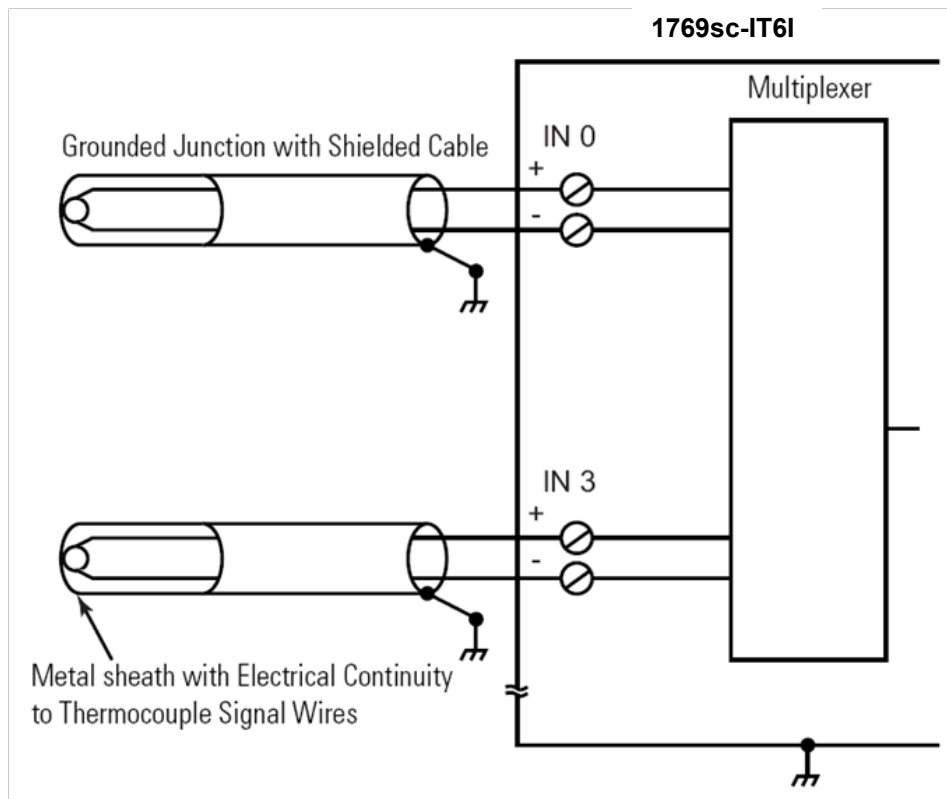 1769sc-IT6I
Multiplexer
Grounded Junction with Shielded Cable
IN 0
+
-
IN 3
+
-
Metal sheath with Electrical Continuity
to Thermocouple Signal Wires